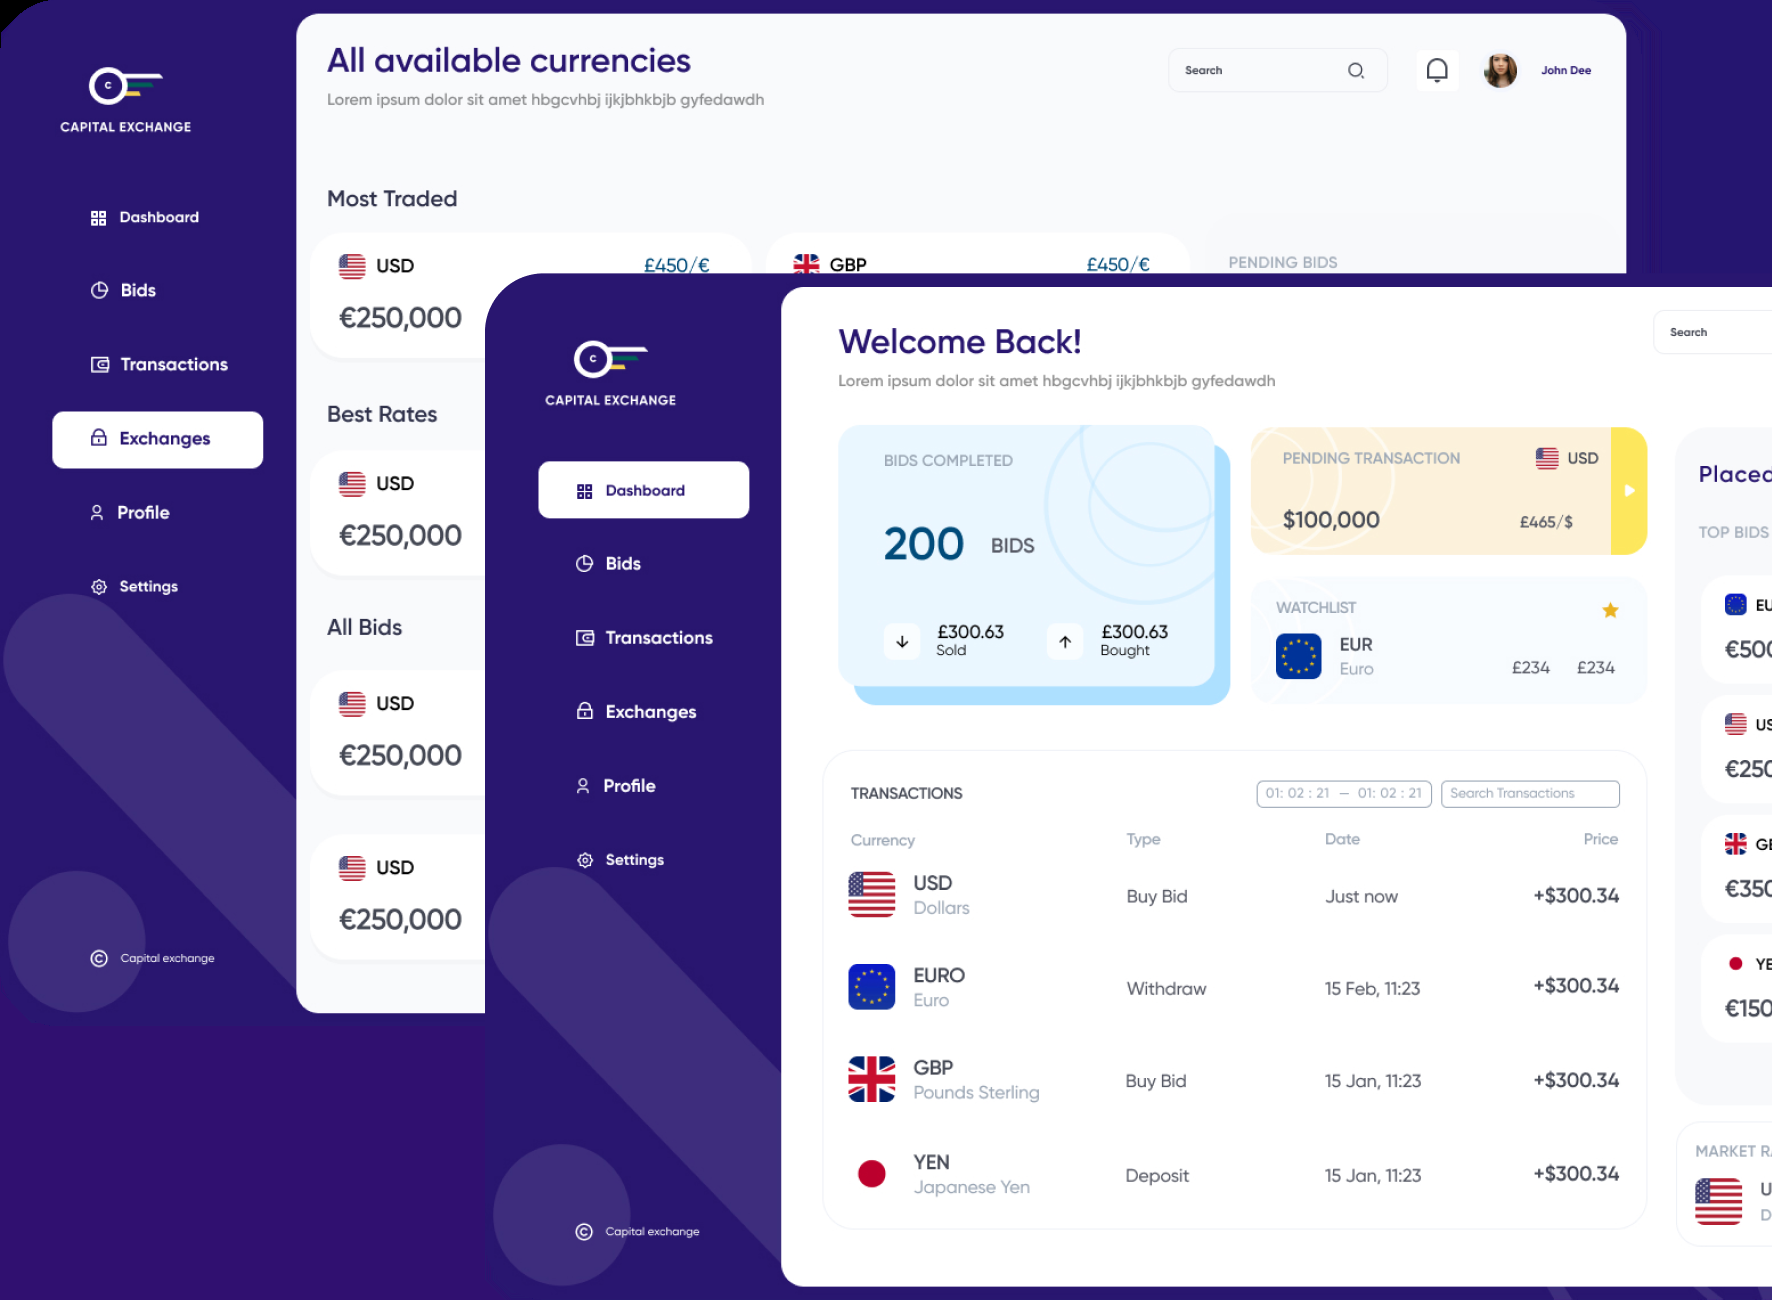 C
CAPITAL EXCHANGE
Dashboard
Bids
Transactions
Exchanges
Profile
Settings
Capital exchange
All available currencies
Lorem ipsum dolor sit amet hbgcvhbj ijkjbhkbjb gyfedawdh
Search
John Dee
Most Traded
USD £450/€
€250,000
GBP £450/€
PENDING BIDS
Best Rates
USD
€250,000
All Bids
USD
€250,000
USD
€250,000
C
CAPITAL EXCHANGE
Dashboard
Bids
Transactions
Exchanges
Profile
Settings
Capital exchange
Welcome Back!
Lorem ipsum dolor sit amet hbgcvhbj ijkjbhkbjb gyfedawdh
Search
BIDS COMPLETED
200 BIDS
£300.63
Sold
£300.63
Bought
PENDING TRANSACTION USD
$100,000 £465/$
WATCHLIST
EUR
Euro £234 £234
TRANSACTIONS 01: 02 : 21 — 01: 02 : 21 Search Transactions
Currency Type Date Price
USD
Dollars Buy Bid Just now +$300.34
EURO
Euro Withdraw 15 Feb, 11:23 +$300.34
GBP
Pounds Sterling Buy Bid 15 Jan, 11:23 +$300.34
YEN
Japanese Yen Deposit 15 Jan, 11:23 +$300.34
Placed
TOP BIDS
EU
€500
US
€250
GB
€350
YE
€150
MARKET RA
U
D